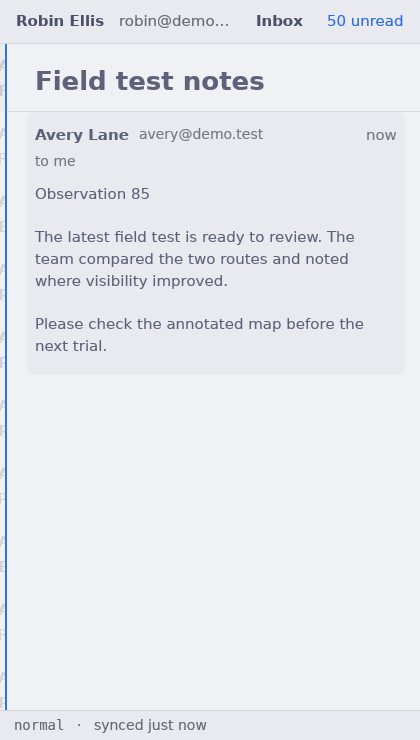 Robin Ellis robin@demo... Inbox 50 unread
Field test notes
Avery Lane avery@demo.test now
to me
Observation 85
The latest field test is ready to review. The
team compared the two routes and noted
where visibility improved.
Please check the annotated map before the
next trial.
normal · synced just now